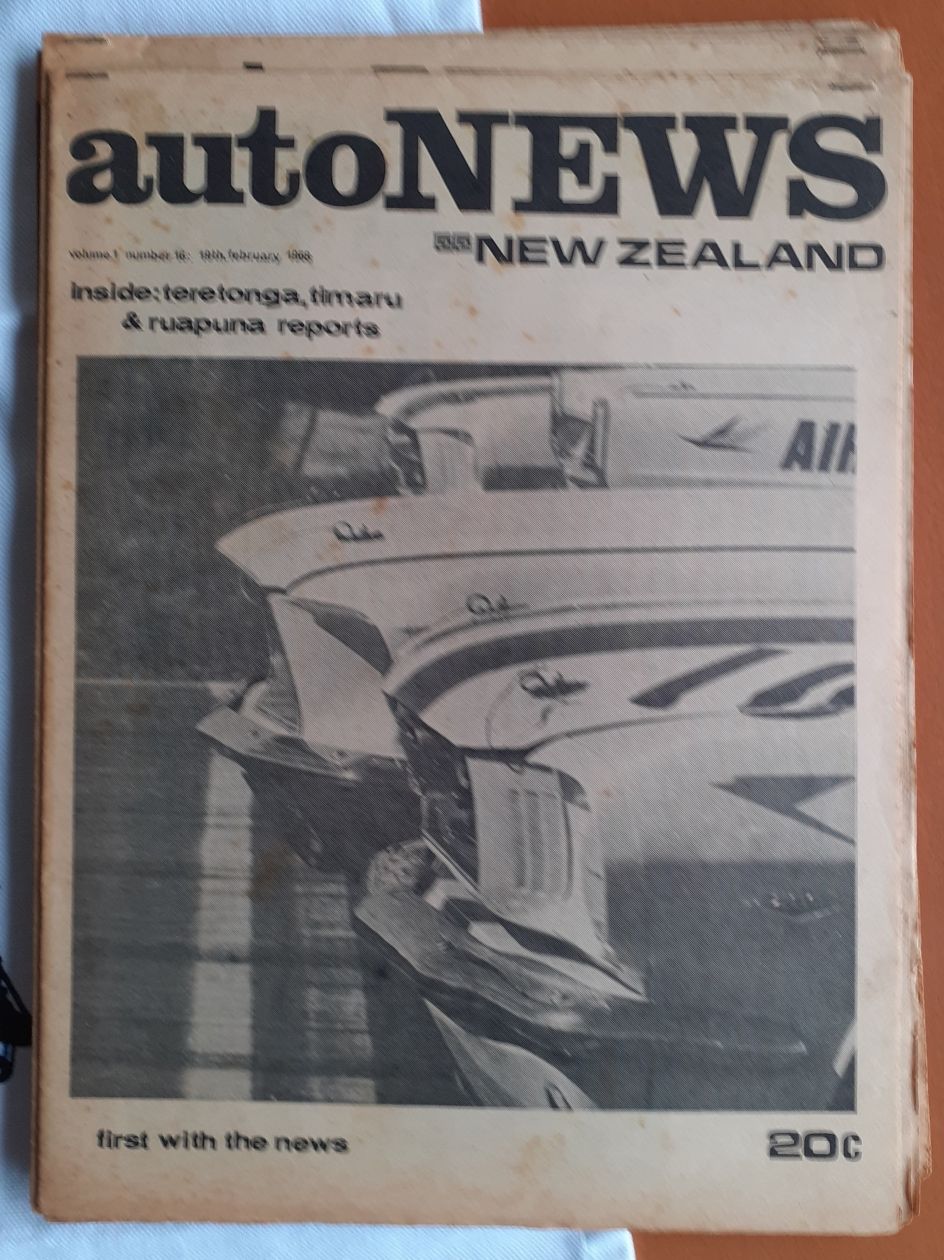 autoNEWS
NEW ZEALAND
volume 1 number 16: 19th, february, 1968
inside: teretonga, timaru
& ruapuna reports
AIR
first with the news
20c